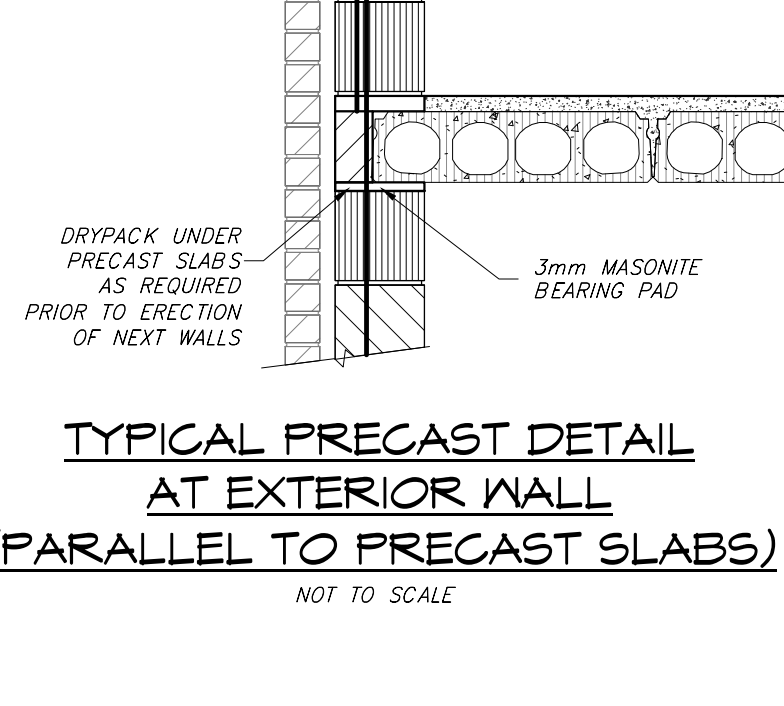 DRYPACK UNDER
PRECAST SLABS
AS REQUIRED
PRIOR TO ERECTION
OF NEXT WALLS
3mm MASONITE
BEARING PAD
TYPICAL PRECAST DETAIL
AT EXTERIOR WALL
(PARALLEL TO PRECAST SLABS)
NOT TO SCALE